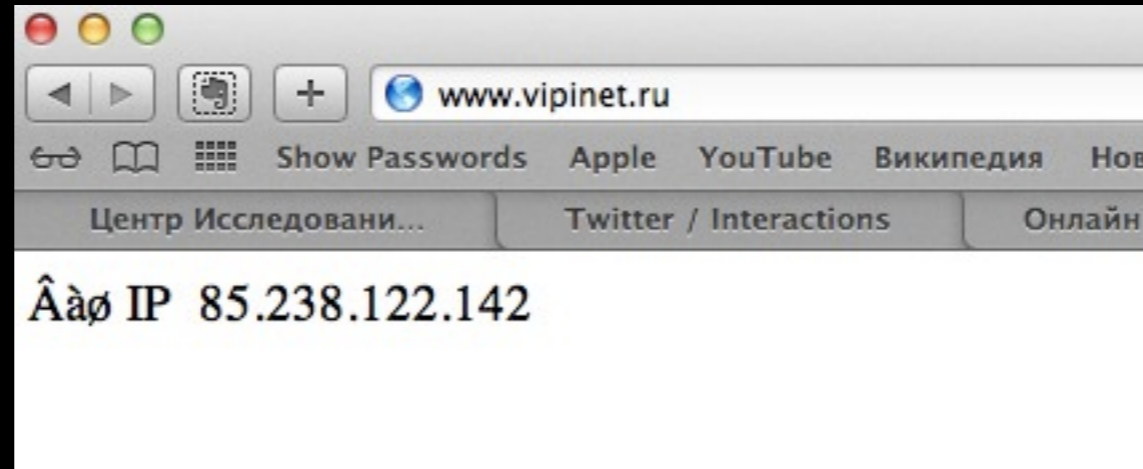 www.vipinet.ru
Show Passwords Apple YouTube Википедия Нов
Центр Исследовани... Twitter / Interactions Онлайн
Âàø IP 85.238.122.142